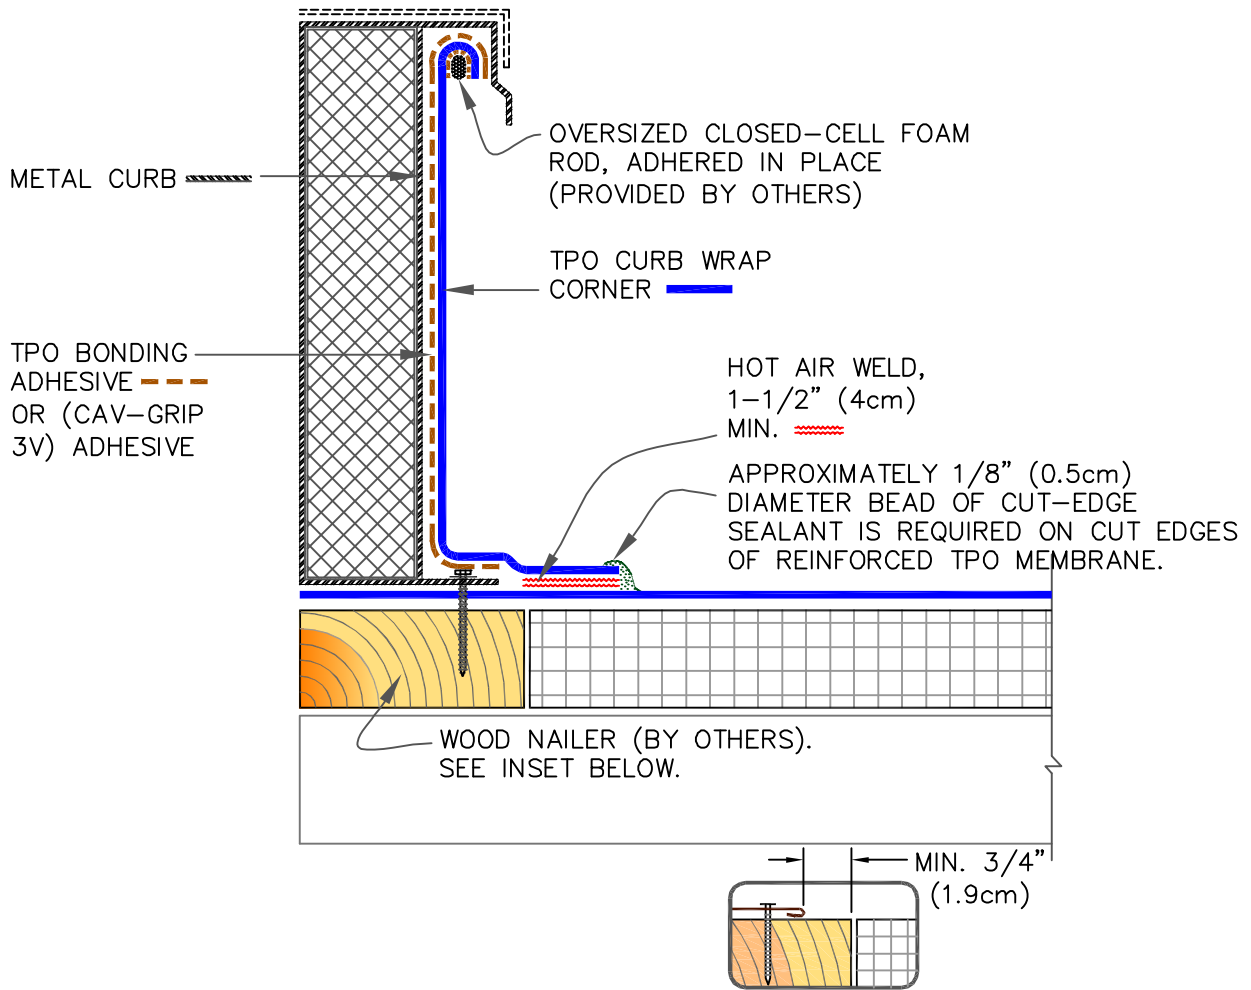 OVERSIZED CLOSED-CELL FOAM
ROD, ADHERED IN PLACE
(PROVIDED BY OTHERS)
METAL CURB
TPO CURB WRAP
CORNER
TPO BONDING
ADHESIVE
OR (CAV-GRIP
3V) ADHESIVE
HOT AIR WELD,
1-1/2” (4cm)
MIN.
APPROXIMATELY 1/8” (0.5cm)
DIAMETER BEAD OF CUT-EDGE
SEALANT IS REQUIRED ON CUT EDGES
OF REINFORCED TPO MEMBRANE.
WOOD NAILER (BY OTHERS).
SEE INSET BELOW.
MIN. 3/4”
(1.9cm)